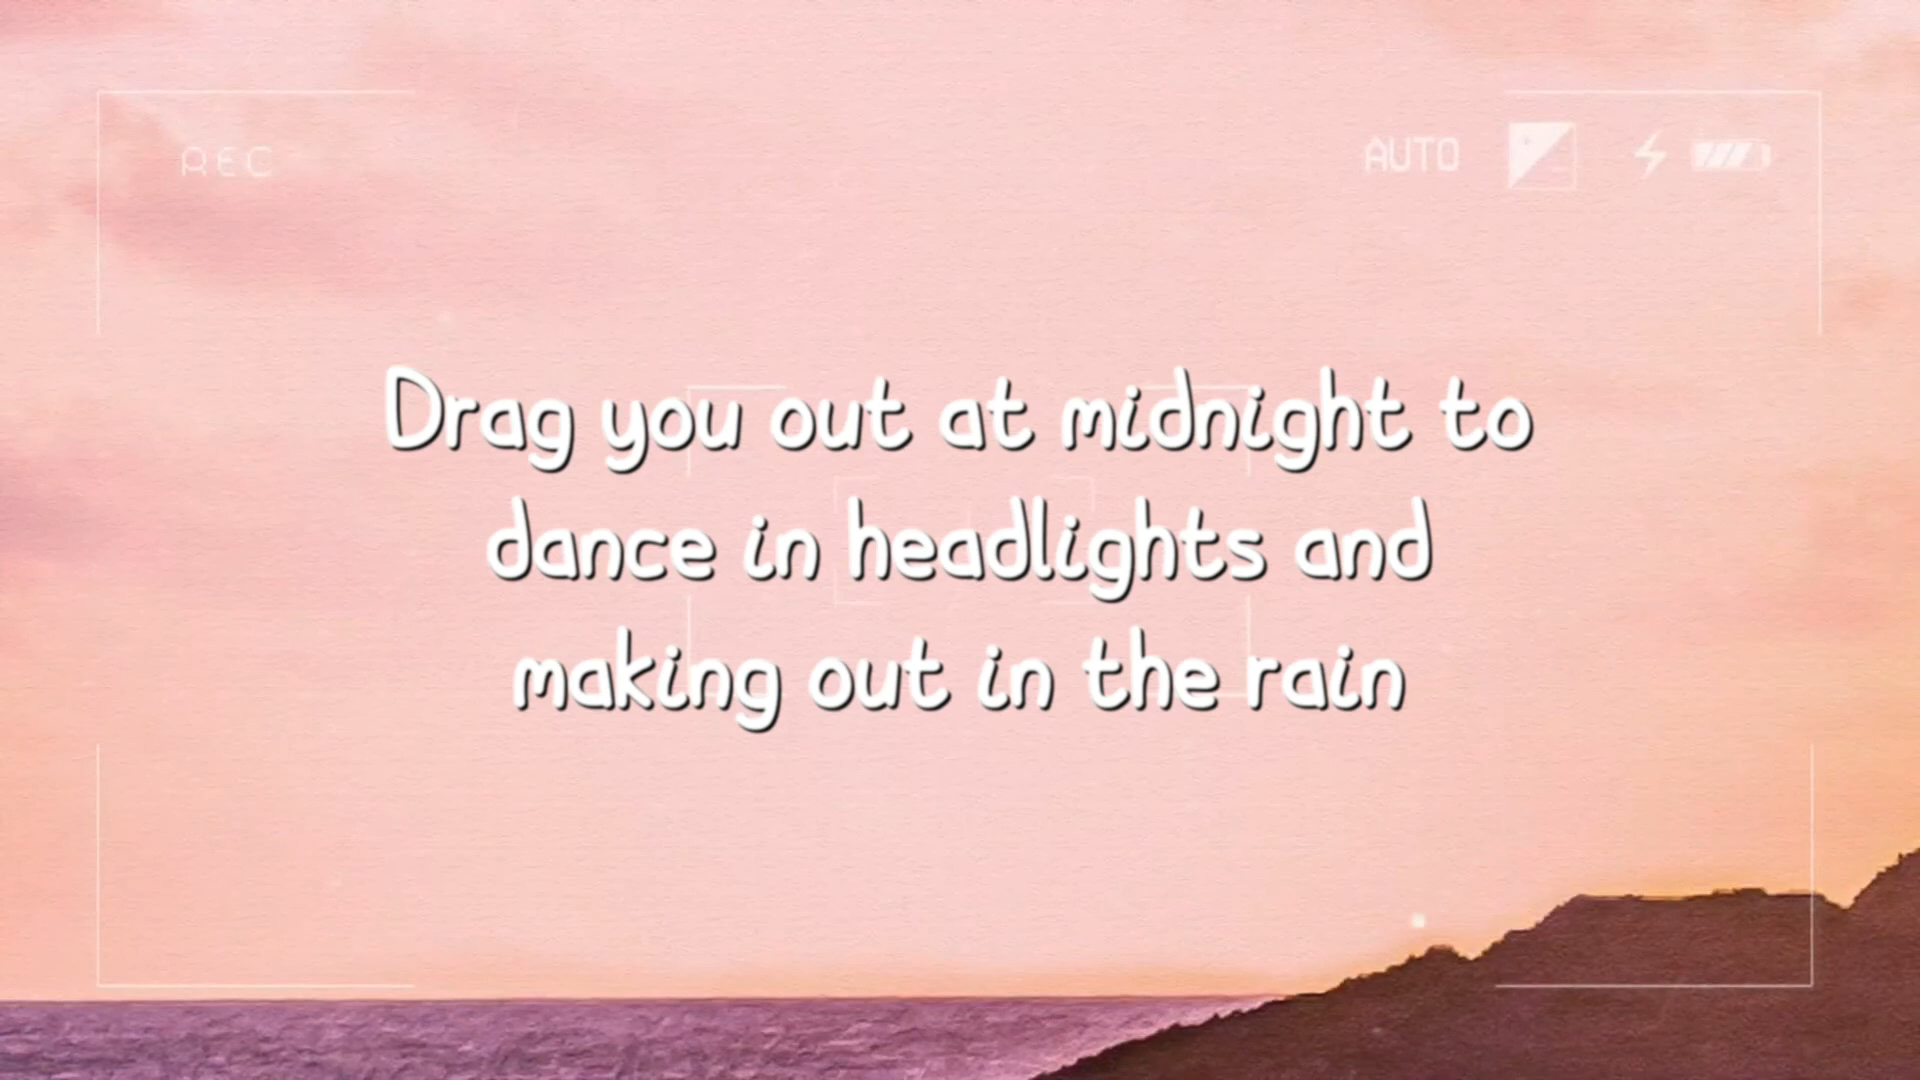 REC
AUTO
Drag you out at midnight to
dance in headlights and
making out in the rain